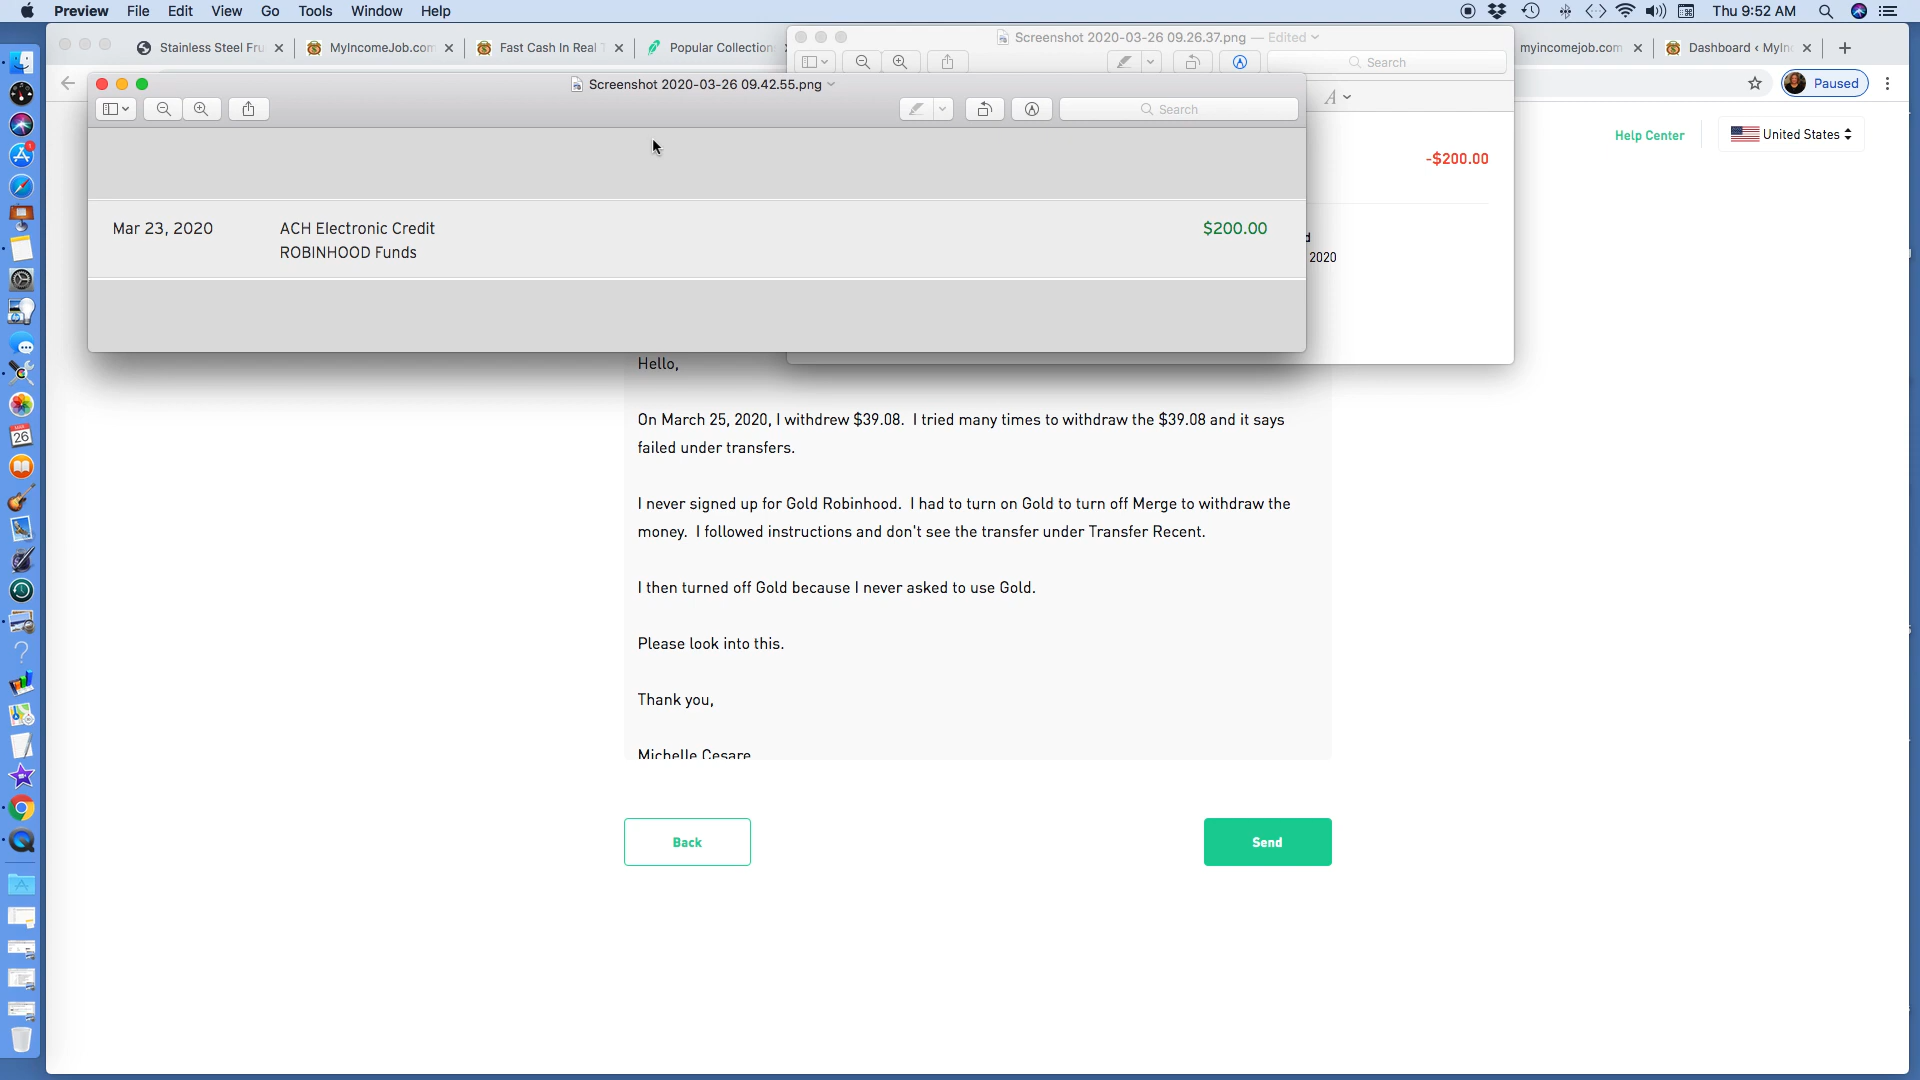 Preview File Edit View Go Tools Window Help
Thu 9:52 AM
Stainless Steel Fru
MyIncomeJob.com
Fast Cash In Real T
Popular Collection
Screenshot 2020-03-26 09.26.37.png — Edited
myincomejob.com
Dashboard ‹ MyInc
Search
Screenshot 2020-03-26 09.42.55.png
Paused
Search
Help Center
United States
-$200.00
Mar 23, 2020 ACH Electronic Credit $200.00
ROBINHOOD Funds
d
2020
Hello,
On March 25, 2020, I withdrew $39.08. I tried many times to withdraw the $39.08 and it says
failed under transfers.
I never signed up for Gold Robinhood. I had to turn on Gold to turn off Merge to withdraw the
money. I followed instructions and don't see the transfer under Transfer Recent.
I then turned off Gold because I never asked to use Gold.
Please look into this.
Thank you,
Michelle Cesare
Back
Send